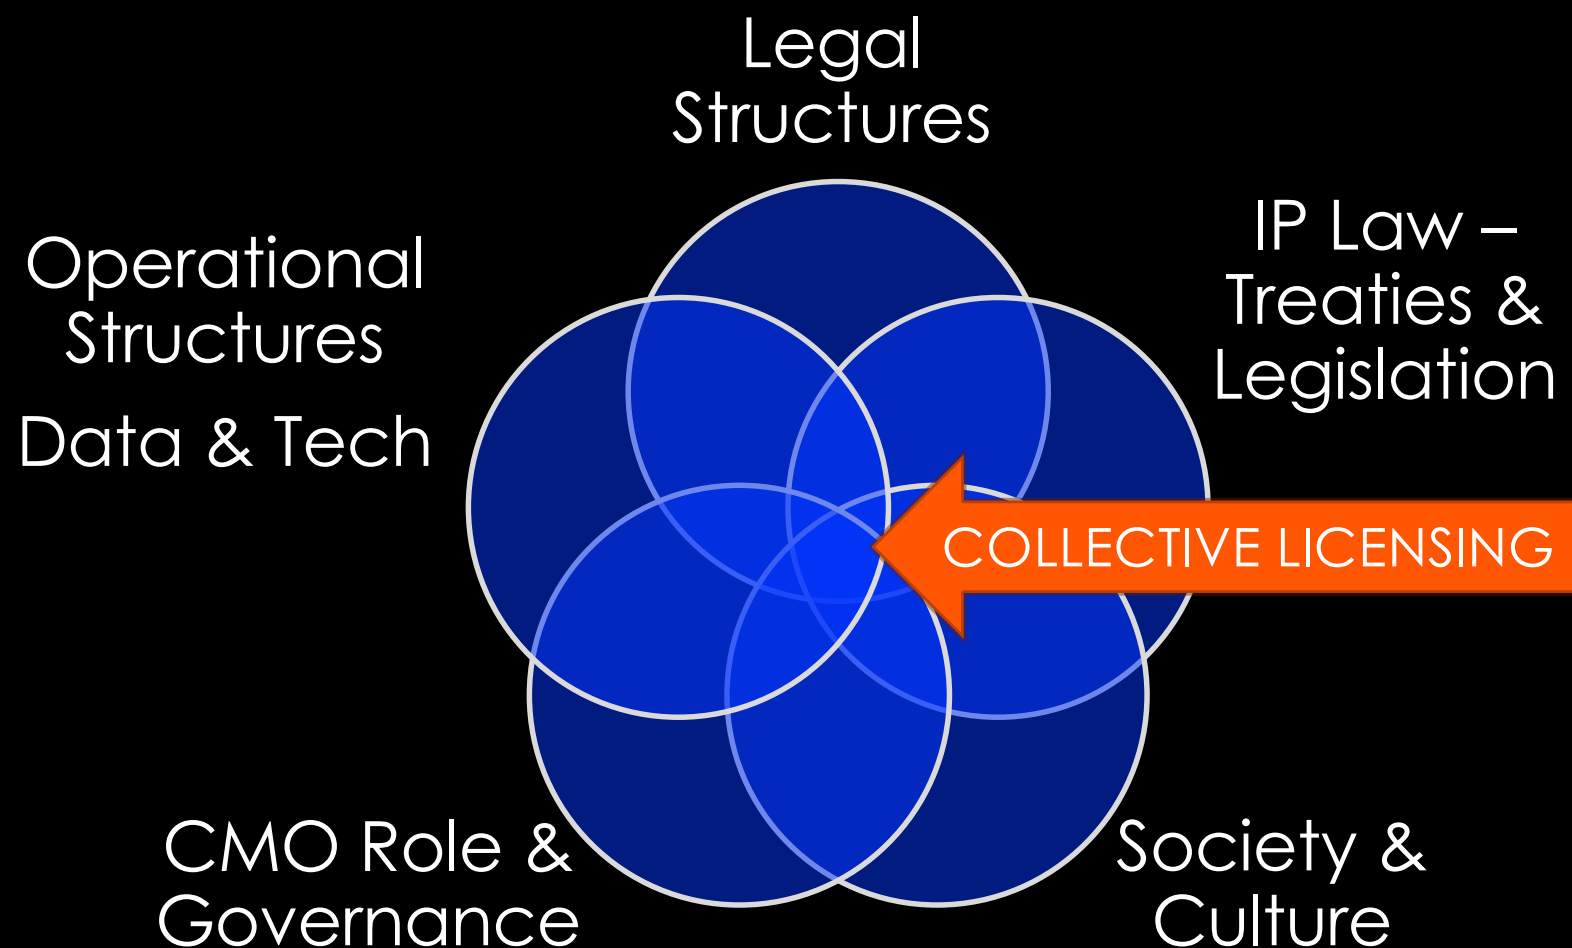 Legal
Structures
IP Law –
Treaties &
Legislation
Operational
Structures
Data & Tech
COLLECTIVE LICENSING
CMO Role &
Governance
Society &
Culture